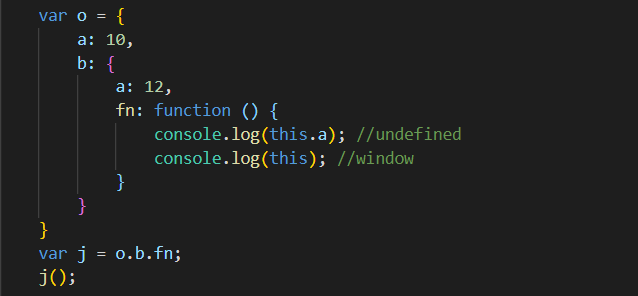 var o = {
    a: 10,
    b: {
        a: 12,
        fn: function () {
            console.log(this.a); //undefined
            console.log(this); //window
        }
    }
}
var j = o.b.fn;
j();